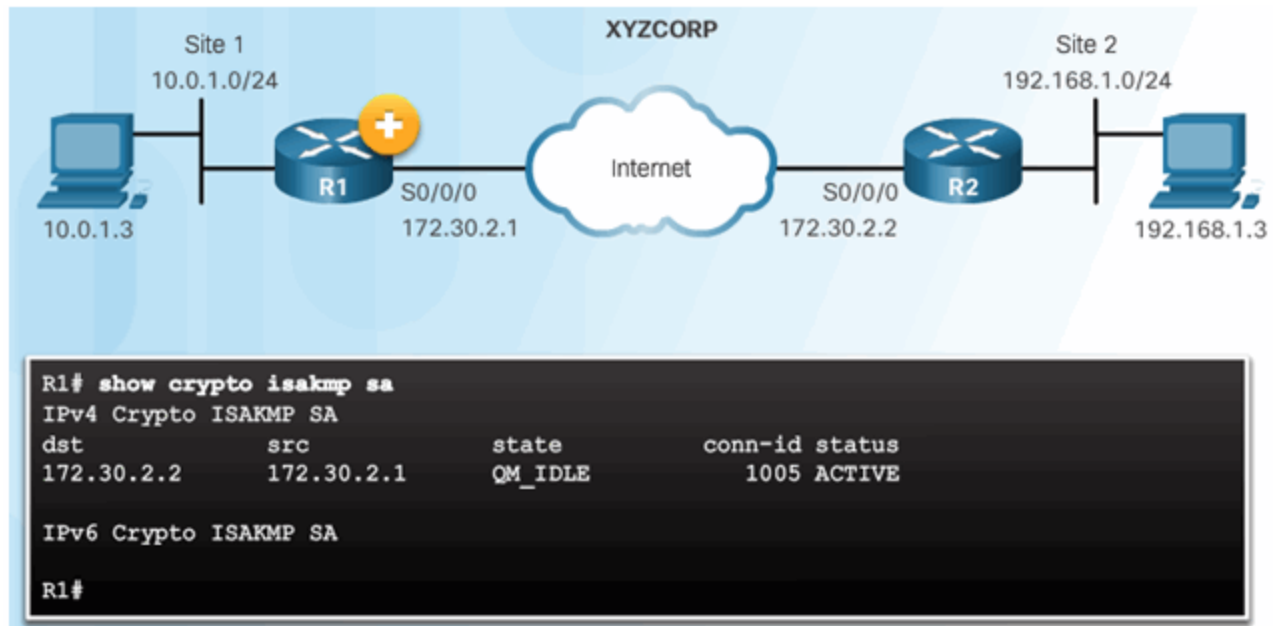 XYZCORP
Site 1
10.0.1.0/24
Site 2
192.168.1.0/24
Internet
R1
S0/0/0
172.30.2.1
S0/0/0
172.30.2.2
R2
10.0.1.3
192.168.1.3
R1# show crypto isakmp sa
IPv4 Crypto ISAKMP SA
dst src state conn-id status
172.30.2.2 172.30.2.1 QM_IDLE 1005 ACTIVE
IPv6 Crypto ISAKMP SA
R1#